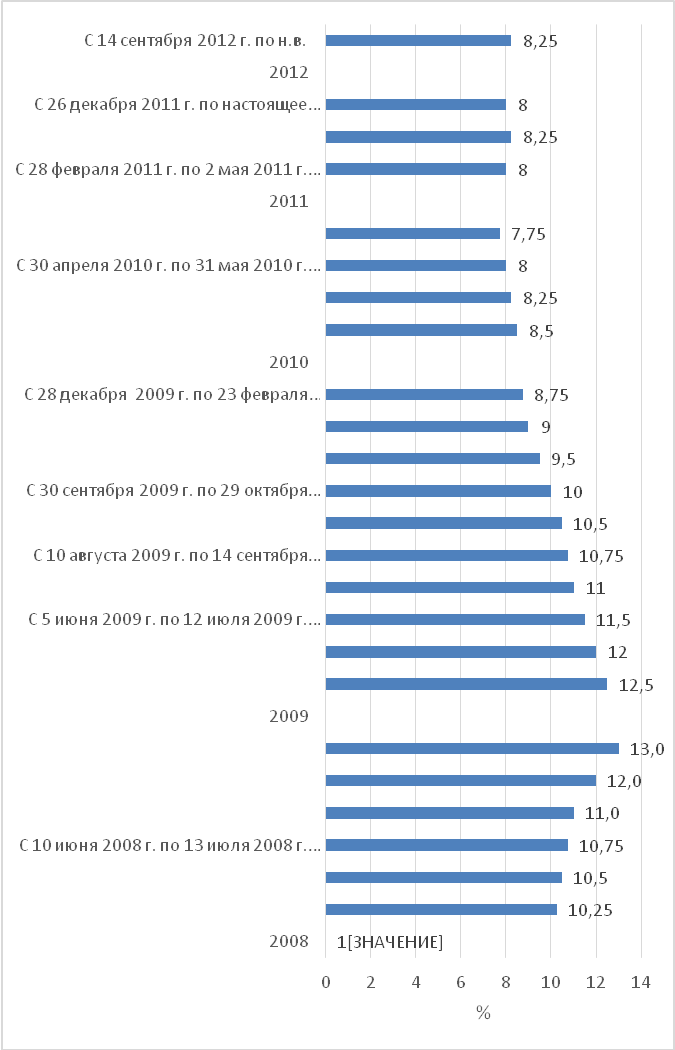 С 14 сентября 2012 г. по н.в. 8,25
2012
С 26 декабря 2011 г. по настоящее... 8
8,25
С 28 февраля 2011 г. по 2 мая 2011 г.... 8
2011
7,75
С 30 апреля 2010 г. по 31 мая 2010 г.... 8
8,25
8,5
2010
С 28 декабря  2009 г. по 23 февраля... 8,75
9
9,5
С 30 сентября 2009 г. по 29 октября... 10
10,5
С 10 августа 2009 г. по 14 сентября... 10,75
11
С 5 июня 2009 г. по 12 июля 2009 г.... 11,5
12
12,5
2009
13,0
12,0
11,0
С 10 июня 2008 г. по 13 июля 2008 г.... 10,75
10,5
10,25
2008 1[ЗНАЧЕНИЕ]
0 2 4 6 8 10 12 14
%